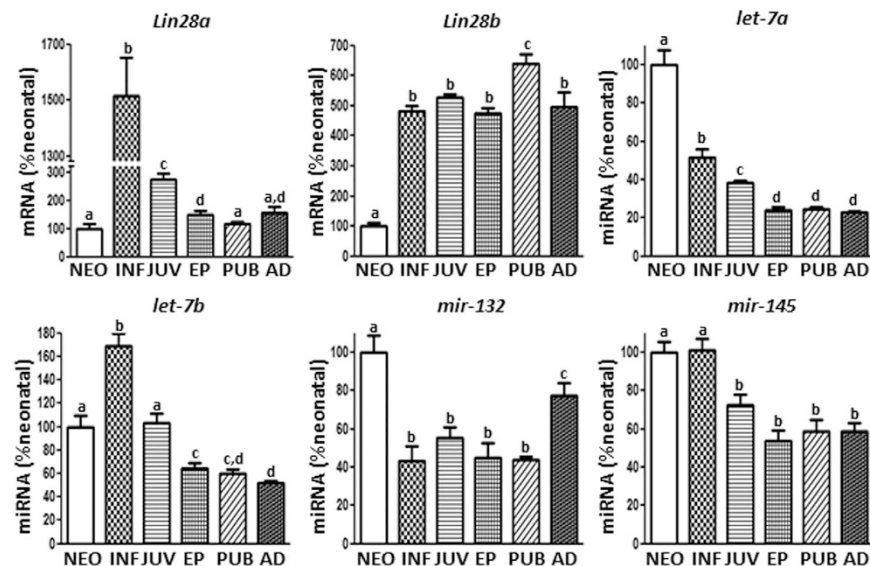 Lin28a
mRNA (%neonatal)
1700
1500
1300
300
200
100
0
a
b
c
d
a
a,d
NEO INF JUV EP PUB AD
Lin28b
mRNA (%neonatal)
700
600
500
400
300
200
100
0
a
b
b
b
c
b
NEO INF JUV EP PUB AD
let-7a
miRNA (%neonatal)
100
80
60
40
20
0
a
b
c
d
d
d
NEO INF JUV EP PUB AD
let-7b
miRNA (%neonatal)
180
160
140
120
100
80
60
40
20
0
a
b
a
c
c,d
d
NEO INF JUV EP PUB AD
mir-132
miRNA (%neonatal)
100
80
60
40
20
0
a
b
b
b
b
c
NEO INF JUV EP PUB AD
mir-145
miRNA (%neonatal)
100
80
60
40
20
0
a
a
b
b
b
b
NEO INF JUV EP PUB AD